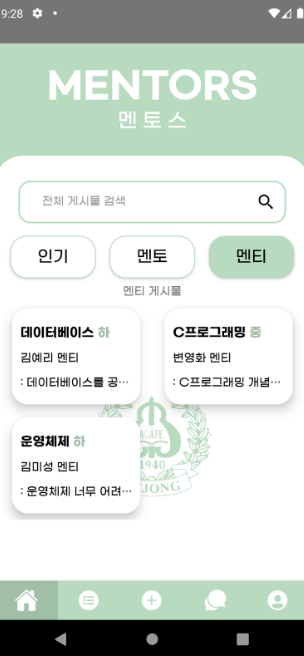 9:28
MENTORS
멘토스
전체 게시물 검색
인기 멘토 멘티
멘티 게시물
데이터베이스 하
김예리 멘티
: 데이터베이스를 공…
C프로그래밍 중
변영화 멘티
: C프로그래밍 개념…
운영체제 하
김미성 멘티
: 운영체제 너무 어려…
AGAPE
1940